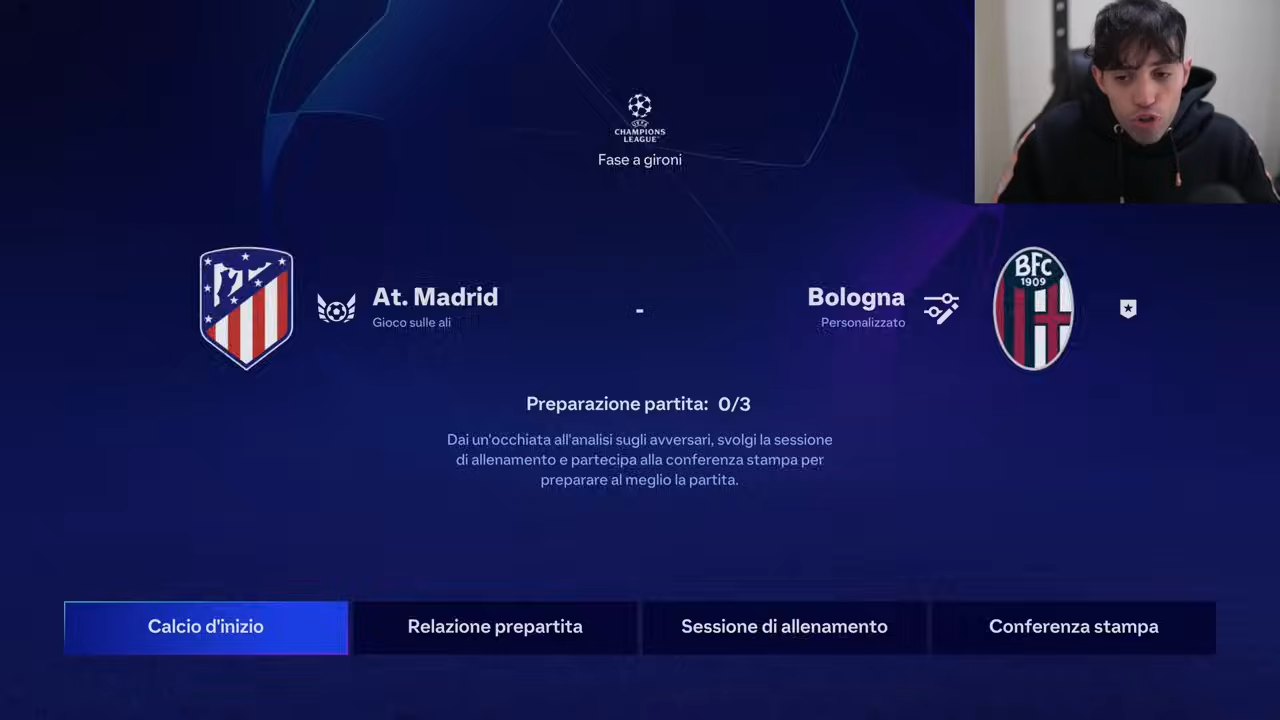 UEFA
CHAMPIONS
LEAGUE
Fase a gironi
At. Madrid
Gioco sulle ali
-
Bologna
Personalizzato
BFC
1909
Preparazione partita: 0/3
Dai un'occhiata all'analisi sugli avversari, svolgi la sessione
di allenamento e partecipa alla conferenza stampa per
preparare al meglio la partita.
Calcio d'inizio
Relazione prepartita
Sessione di allenamento
Conferenza stampa